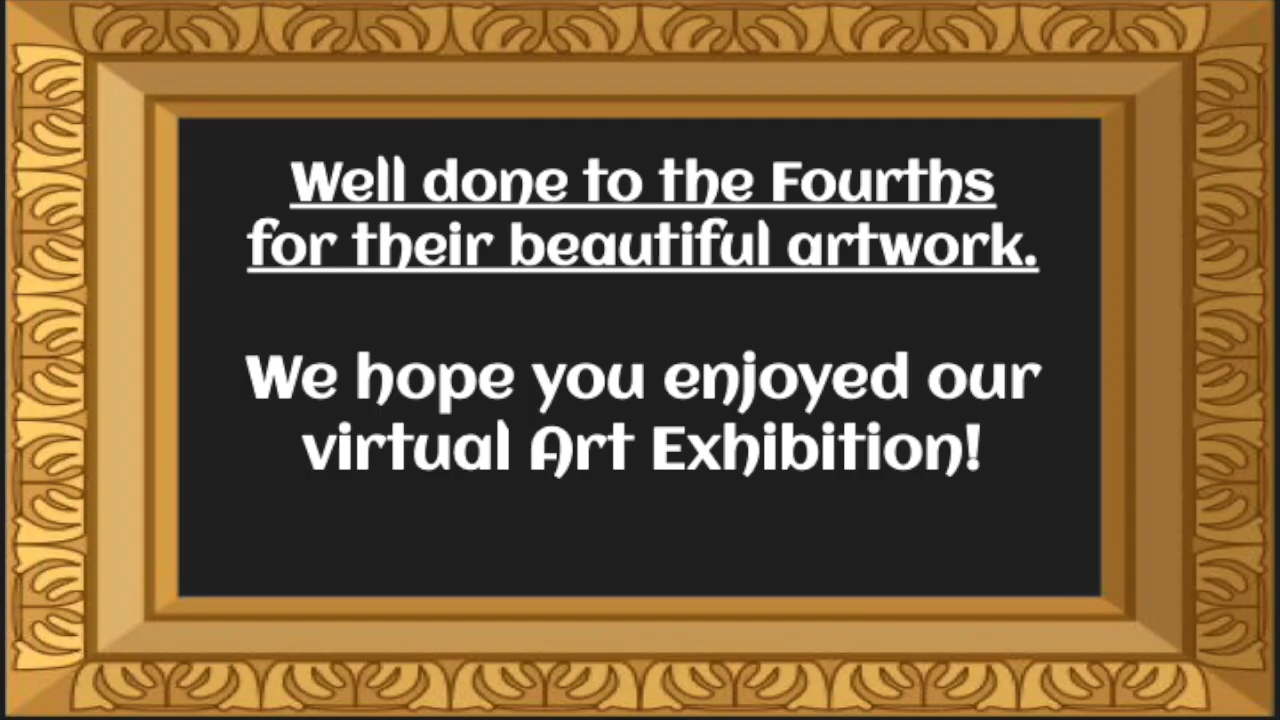 Well done to the Fourths
for their beautiful artwork.
We hope you enjoyed our
virtual Art Exhibition!